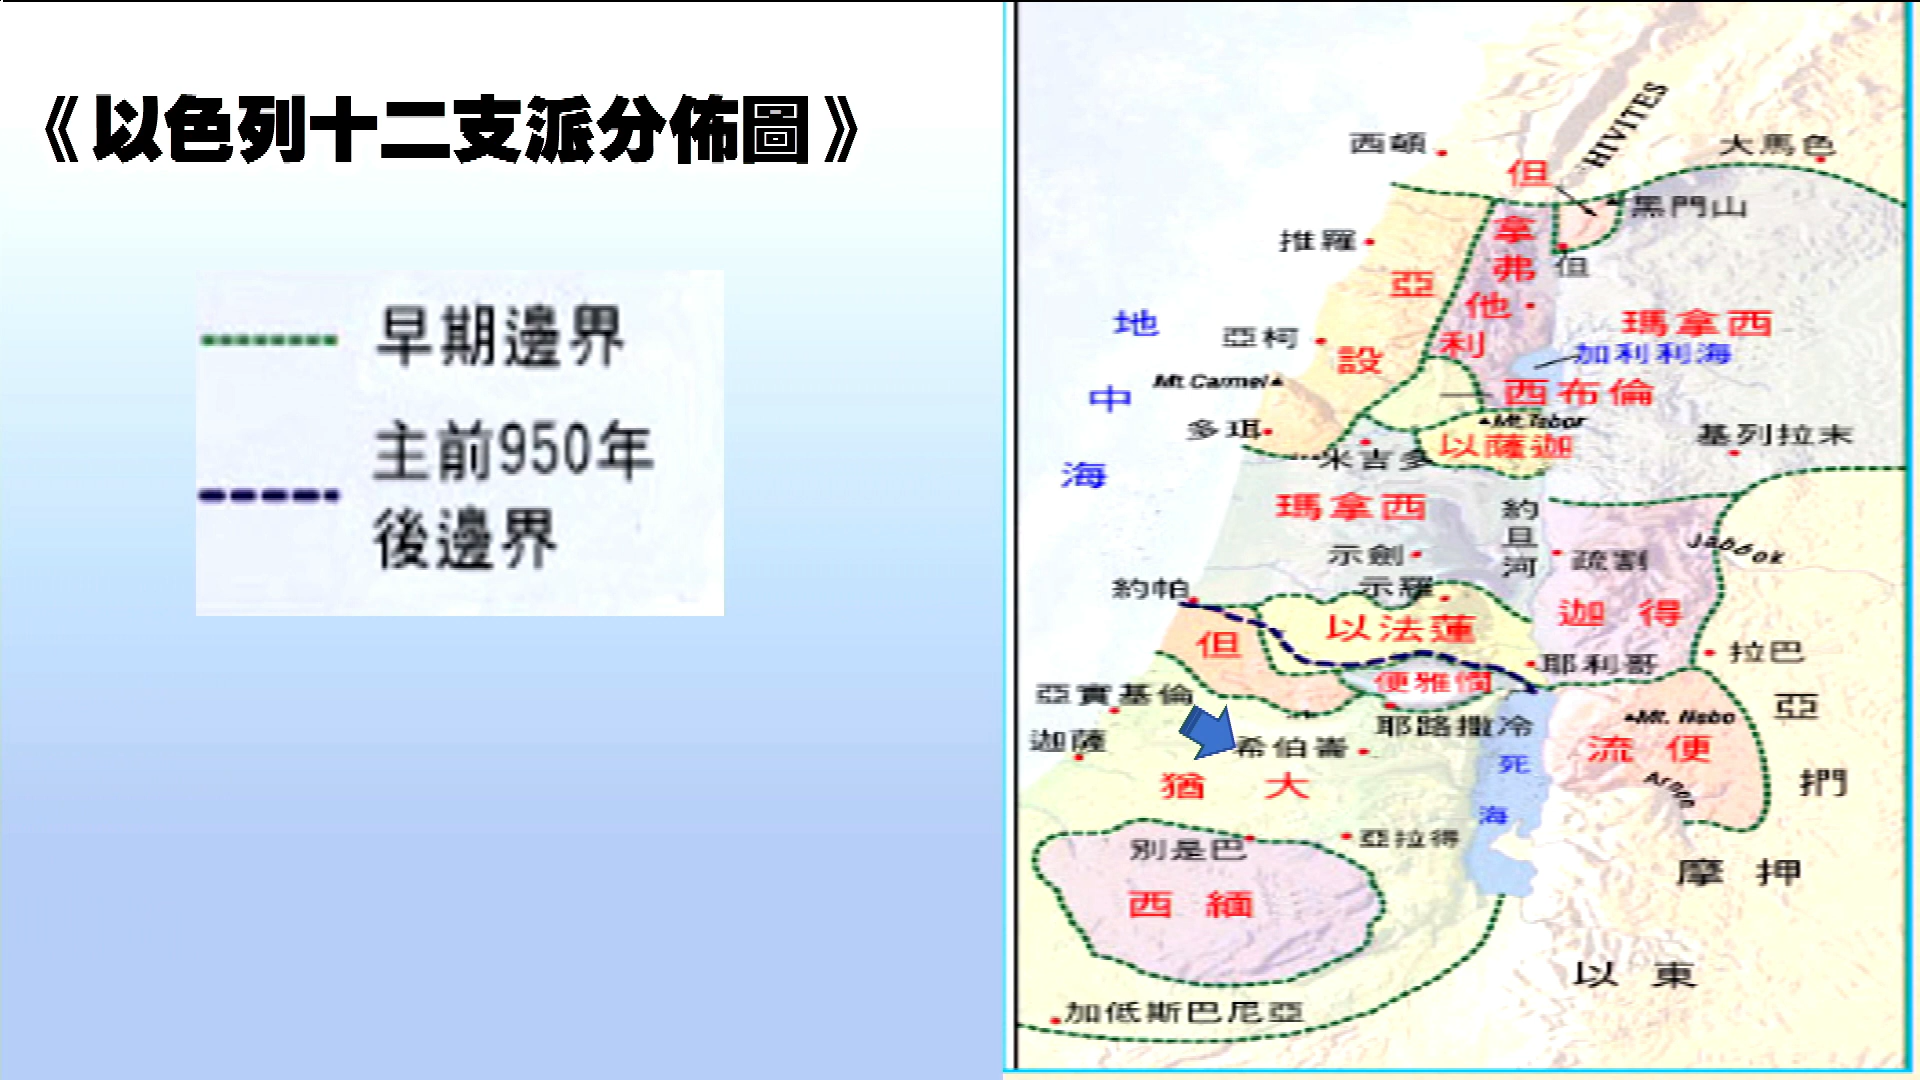 《以色列十二支派分佈圖》
早期邊界
主前950年
後邊界
HIVITES
西頓
大馬色
但
黑門山
推羅
拿弗他利
但
亞設
地中海
瑪拿西
亞柯
加利利海
Mt. Carmel
西布倫
多珥
Mt. Tabor
以薩迦
基列拉末
米吉多
瑪拿西
約旦河
示劍
疏割
Jabbok
約帕
示羅
以法蓮
迦得
但
耶利哥
拉巴
便雅憫
亞實基倫
亞捫
Mt. Nebo
耶路撒冷
迦薩
希伯崙
流便
死海
Arnon
猶大
亞拉得
別是巴
摩押
西緬
以東
加低斯巴尼亞